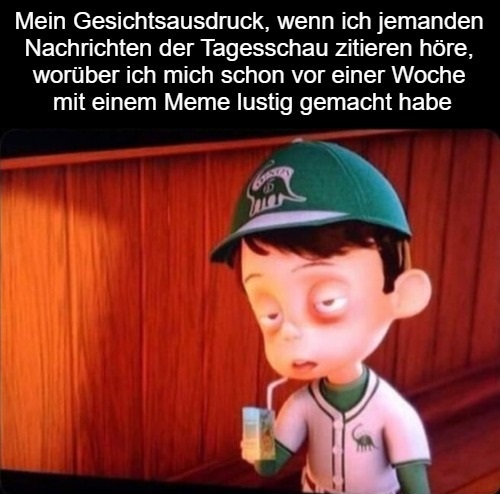 Mein Gesichtsausdruck, wenn ich jemanden
Nachrichten der Tagesschau zitieren höre,
worüber ich mich schon vor einer Woche
mit einem Meme lustig gemacht habe